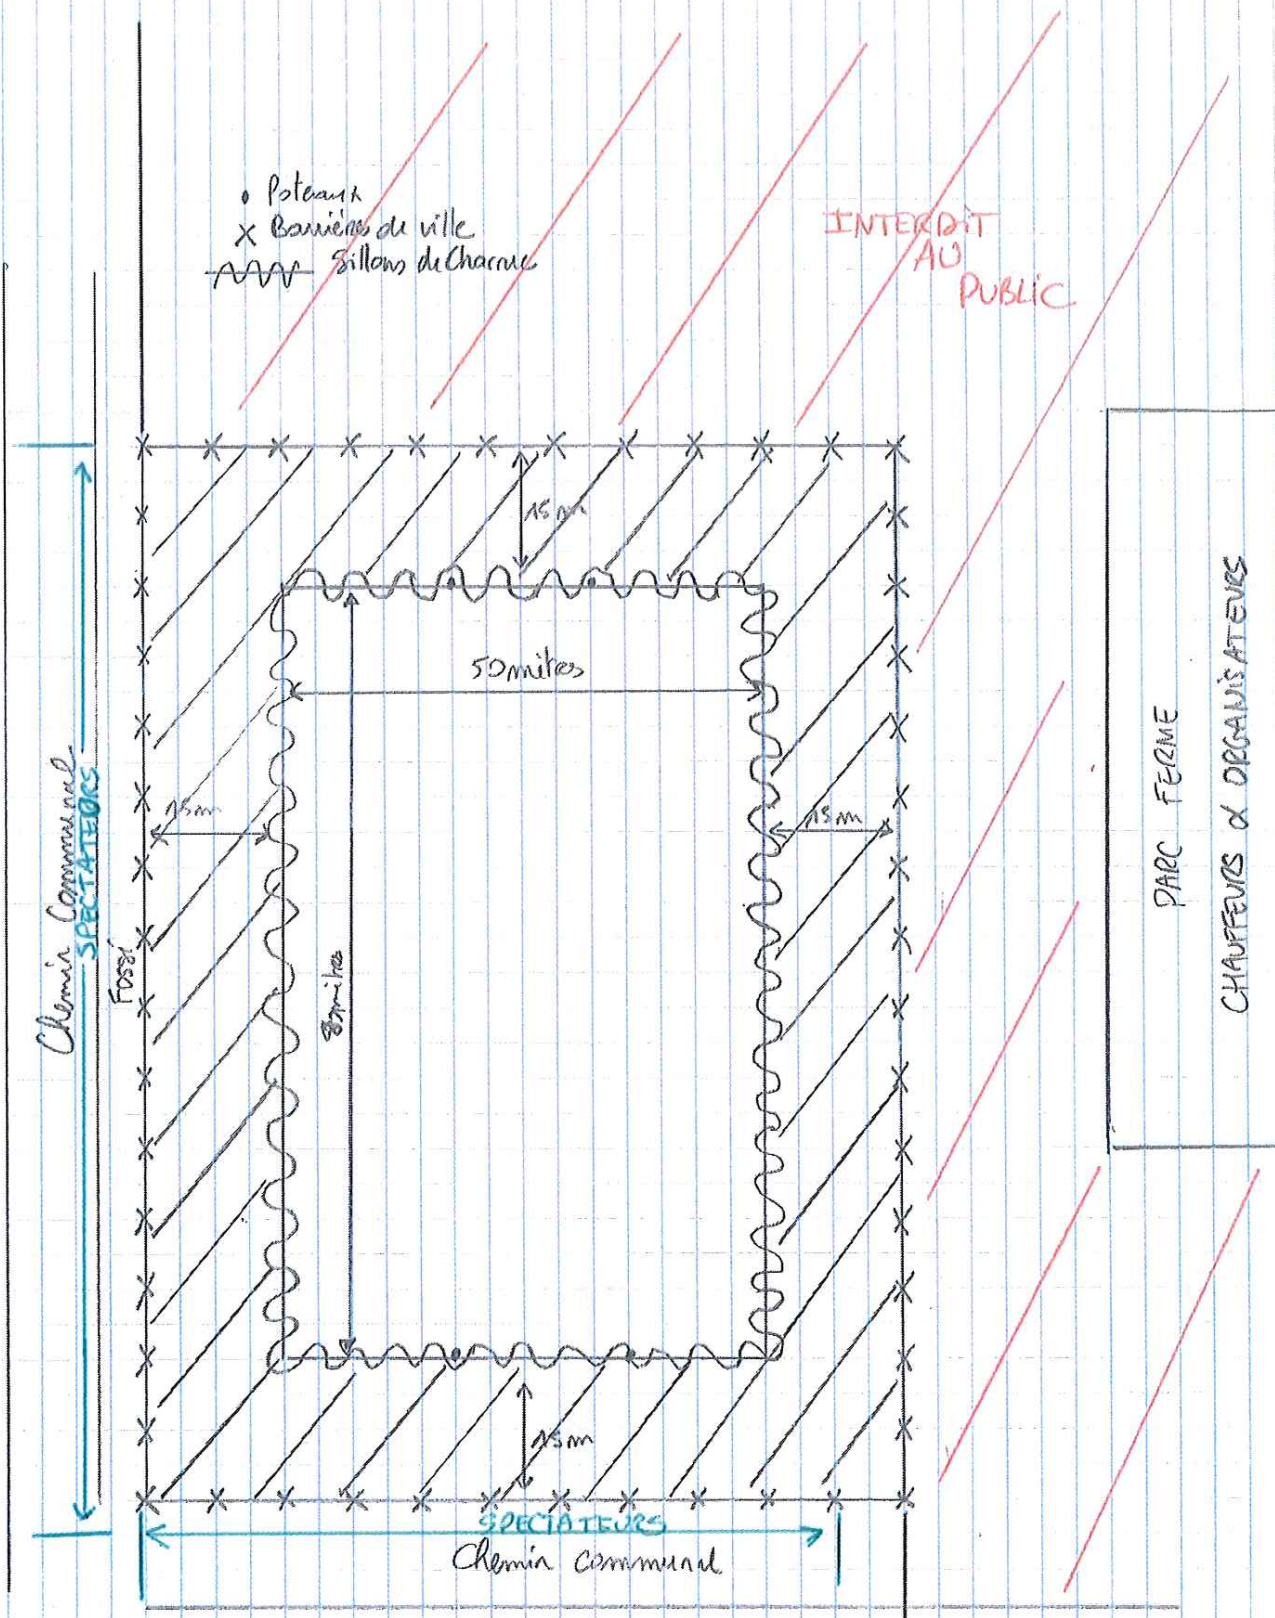 • Poteaux
X Barrières de ville
Sillons de Charrue
INTERDIT
AU
PUBLIC
15m
50 mètres
15m
15m
80 mètres
Chemin Communal
SPECTATEURS
Fossé
PARC FERME
CHAUFFEURS & ORGANISATEURS
15m
SPECTATEURS
Chemin communal